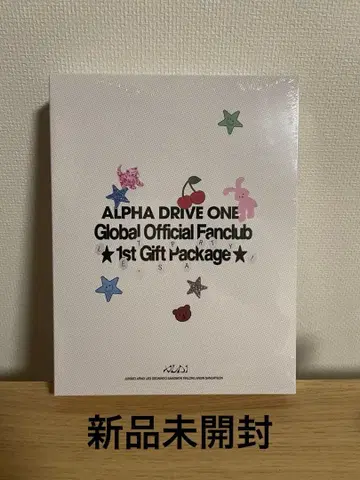 ALPHA DRIVE ONE
Global Official Fanclub
★1st Gift Package★
新品未開封